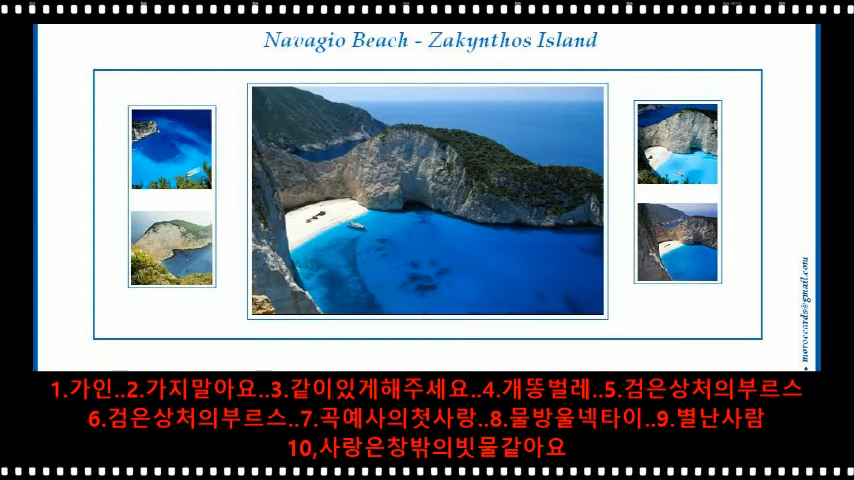 Navagio Beach - Zakynthos Island
moroccards@gmail.com
1.가인..2.가지말아요..3.같이있게해주세요..4.개똥벌레..5.검은상처의부르스
6.검은상처의부르스..7.곡예사의첫사랑..8.물방울넥타이..9.별난사람
10,사랑은창밖의빗물같아요